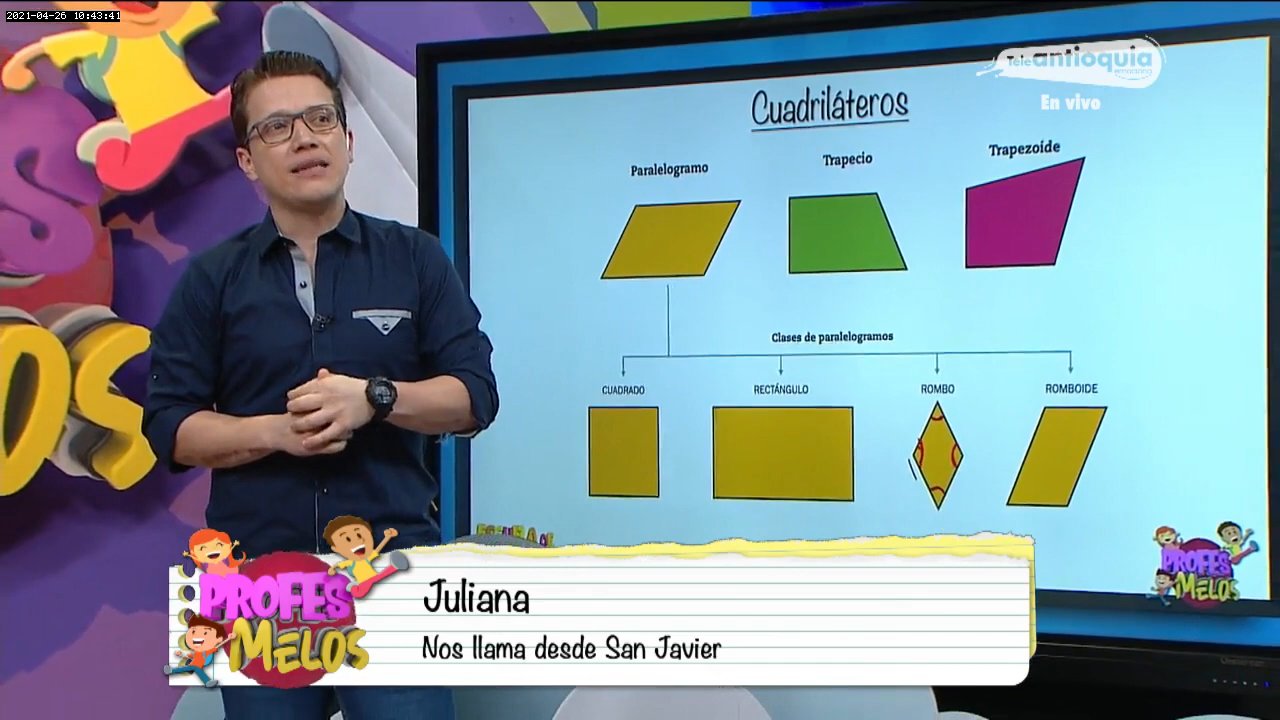 2021-04-26 10:43:41
Teleantioquia
En vivo
Cuadriláteros
Paralelogramo
Trapecio
Trapezoide
Clases de paralelogramos
CUADRADO
RECTÁNGULO
ROMBO
ROMBOIDE
PROFES
MELOS
PROFES
MELOS
Juliana
Nos llama desde San Javier